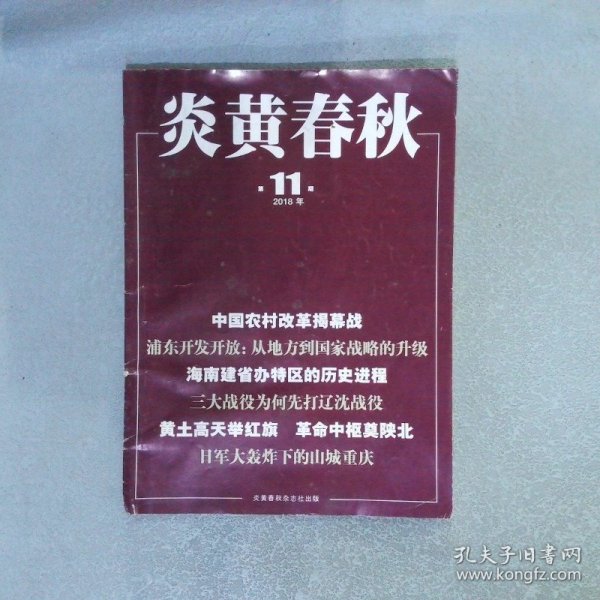 炎黄春秋
第 11 期
2018 年
中国农村改革揭幕战
浦东开发开放：从地方到国家战略的升级
海南建省办特区的历史进程
三大战役为何先打辽沈战役
黄土高天举红旗 革命中枢奠陕北
日军大轰炸下的山城重庆
炎黄春秋杂志社出版
孔夫子旧书网
www.kongfz.com